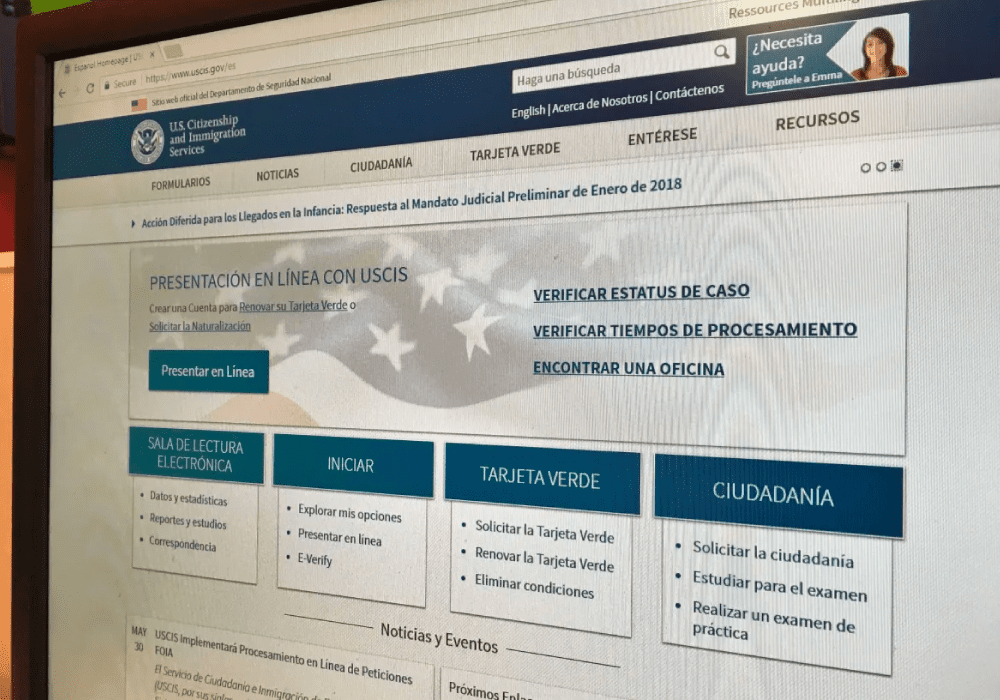 Ressources
Espanol Homepage | US
Secure https://www.uscis.gov/es
Sitio web oficial del Departamento de Seguridad Nacional
U.S. Citizenship
and Immigration
Services
Haga una búsqueda
English | Acerca de Nosotros | Contáctenos
¿Necesita
ayuda?
Pregúntele a Emma
FORMULARIOS NOTICIAS CIUDADANÍA TARJETA VERDE ENTÉRESE RECURSOS
Acción Diferida para los Llegados en la Infancia: Respuesta al Mandato Judicial Preliminar de Enero de 2018
PRESENTACIÓN EN LÍNEA CON USCIS
Crear una Cuenta para Renovar su Tarjeta Verde o
Solicitar la Naturalización
Presentar en Línea
VERIFICAR ESTATUS DE CASO
VERIFICAR TIEMPOS DE PROCESAMIENTO
ENCONTRAR UNA OFICINA
SALA DE LECTURA
ELECTRÓNICA
• Datos y estadísticas
• Reportes y estudios
• Correspondencia
INICIAR
• Explorar mis opciones
• Presentar en línea
• E-Verify
TARJETA VERDE
• Solicitar la Tarjeta Verde
• Renovar la Tarjeta Verde
• Eliminar condiciones
CIUDADANÍA
• Solicitar la ciudadanía
• Estudiar para el examen
• Realizar un examen de
práctica
Noticias y Eventos
MAY
30
USCIS Implementará Procesamiento en Línea de Peticiones
FOIA
El Servicio de Ciudadanía e Inmigración de
(USCIS, por sus siglas
Próximos